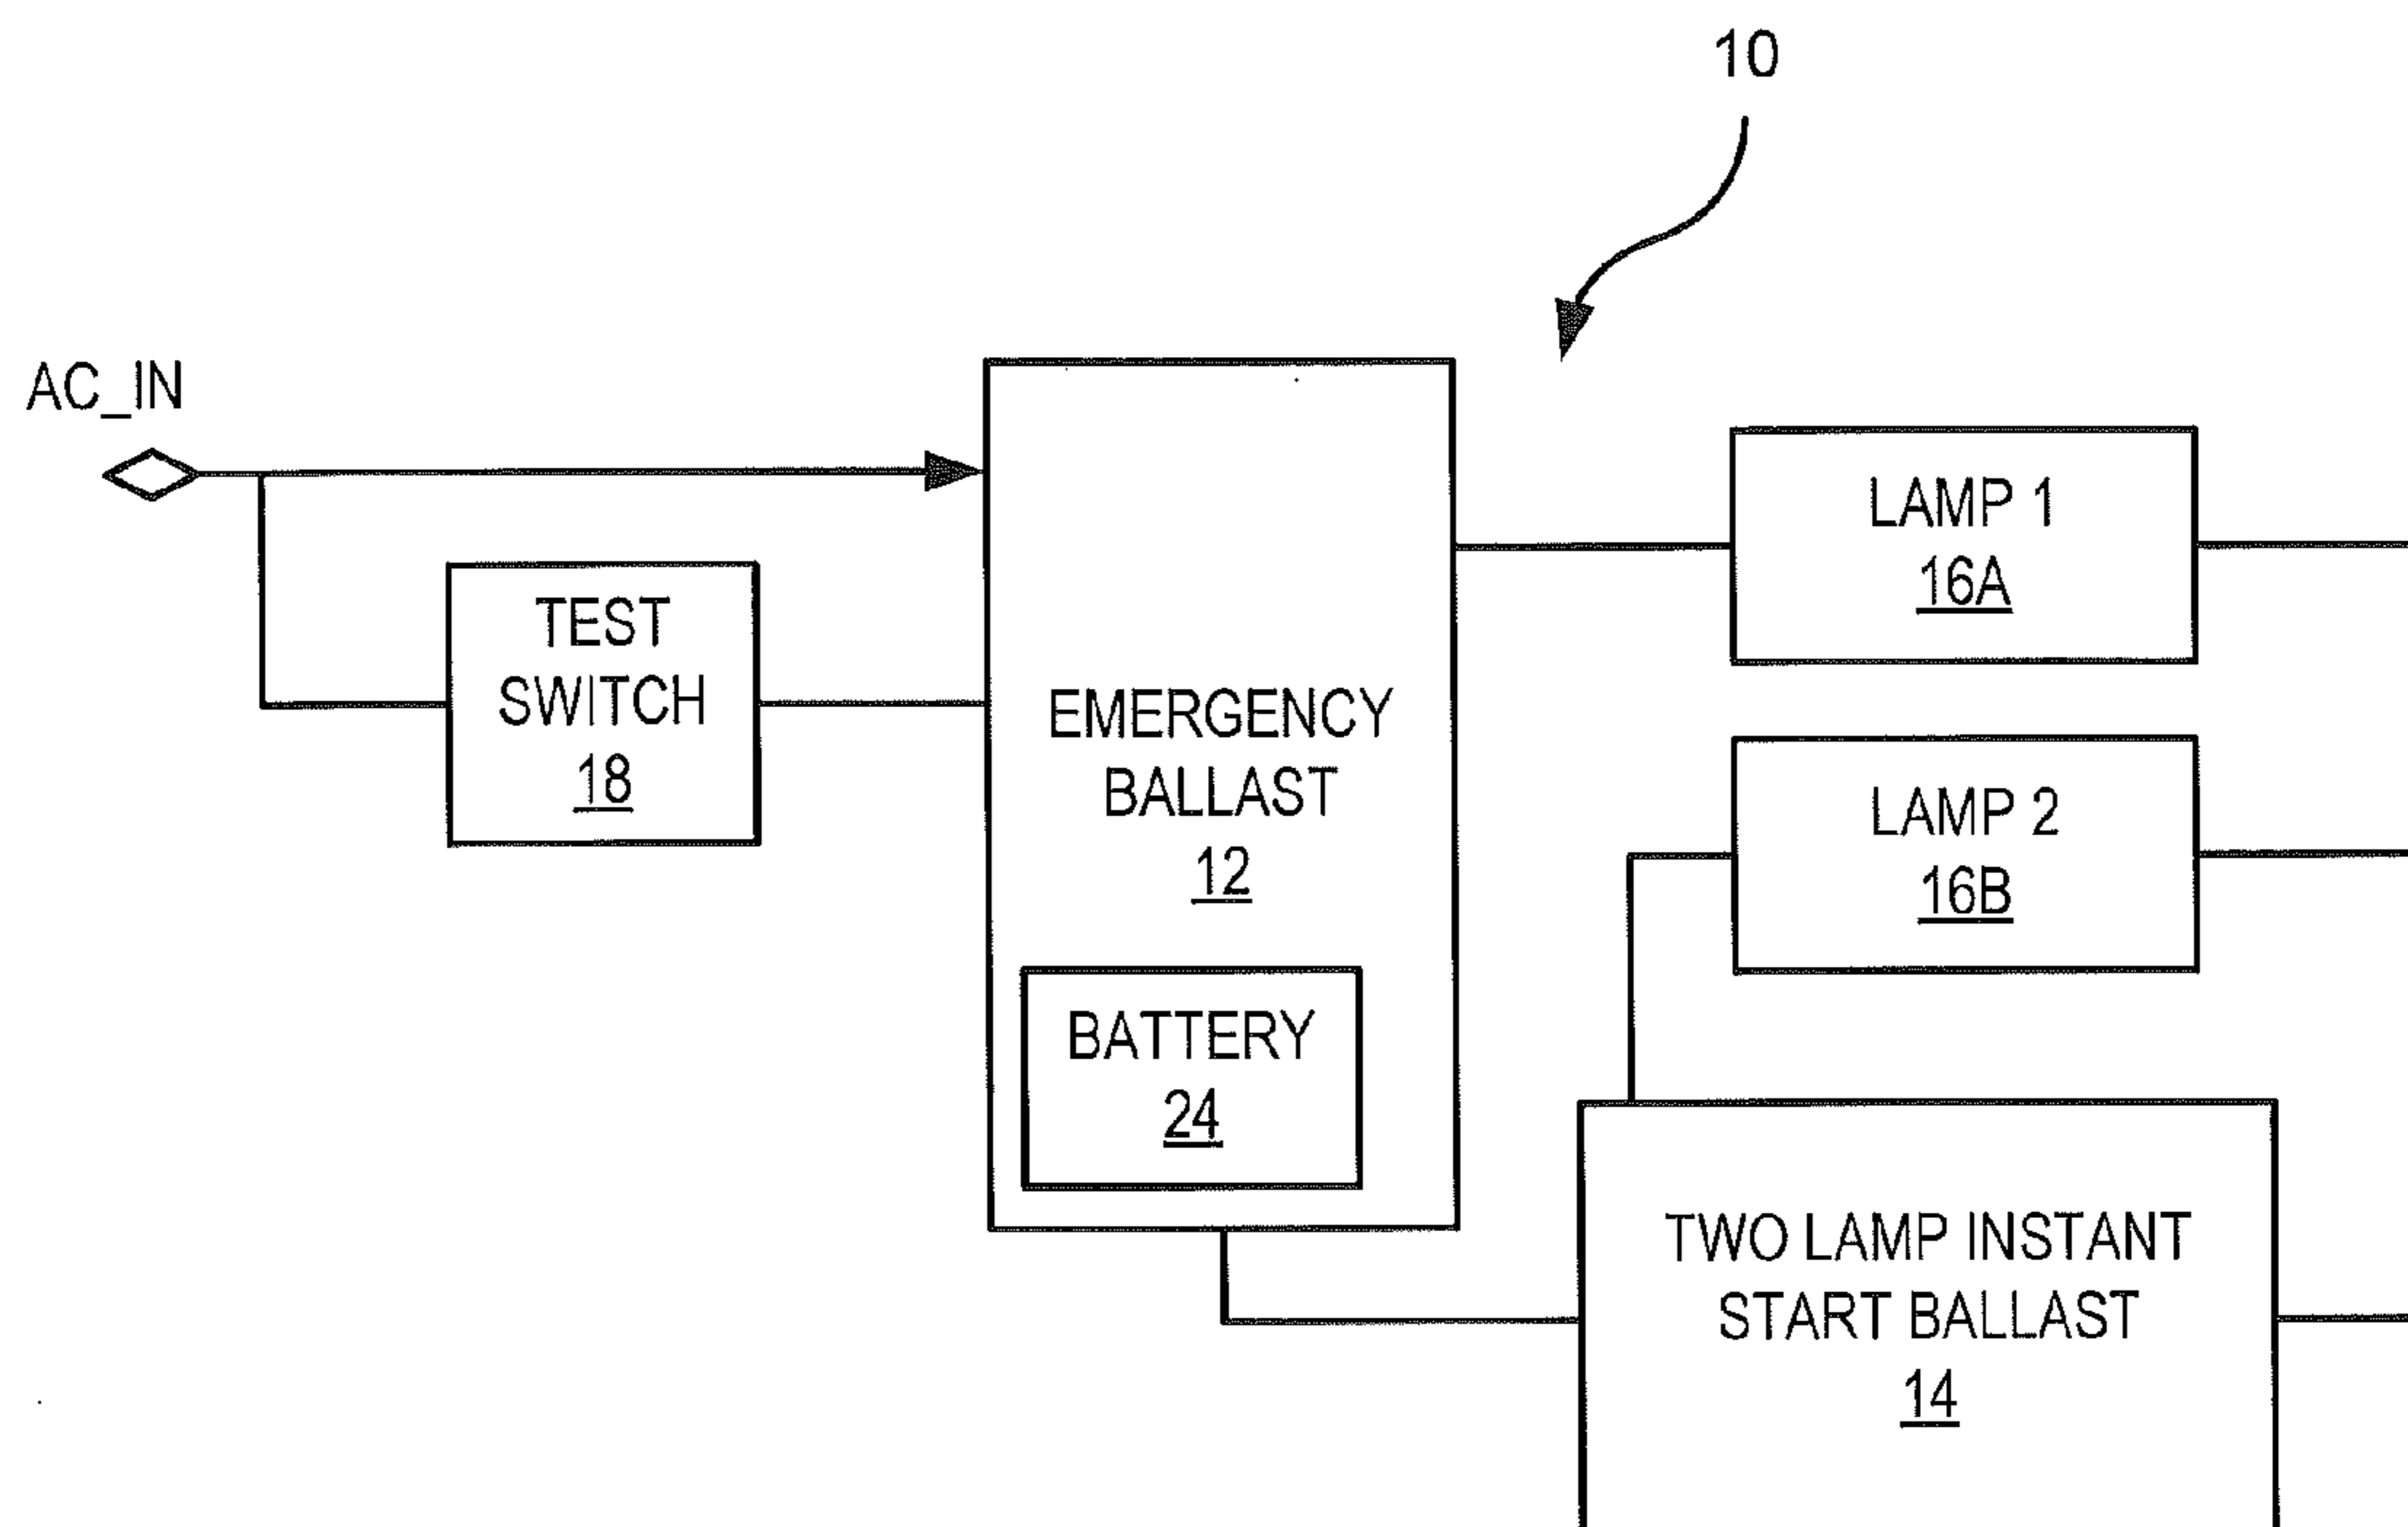 10
AC_IN
LAMP 1
16A
TEST
SWITCH
18
EMERGENCY
BALLAST
12
LAMP 2
16B
BATTERY
24
TWO LAMP INSTANT
START BALLAST
14